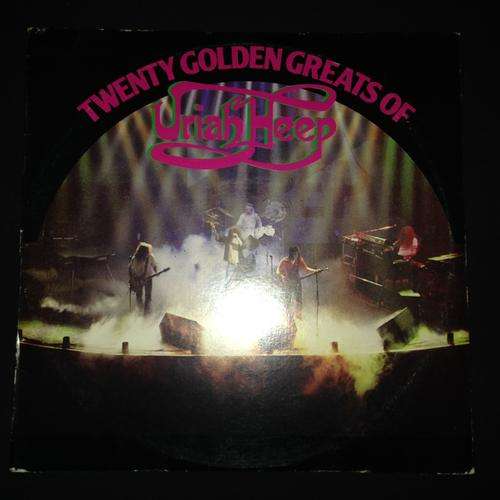 TWENTY GOLDEN GREATS OF
Uriah Heep